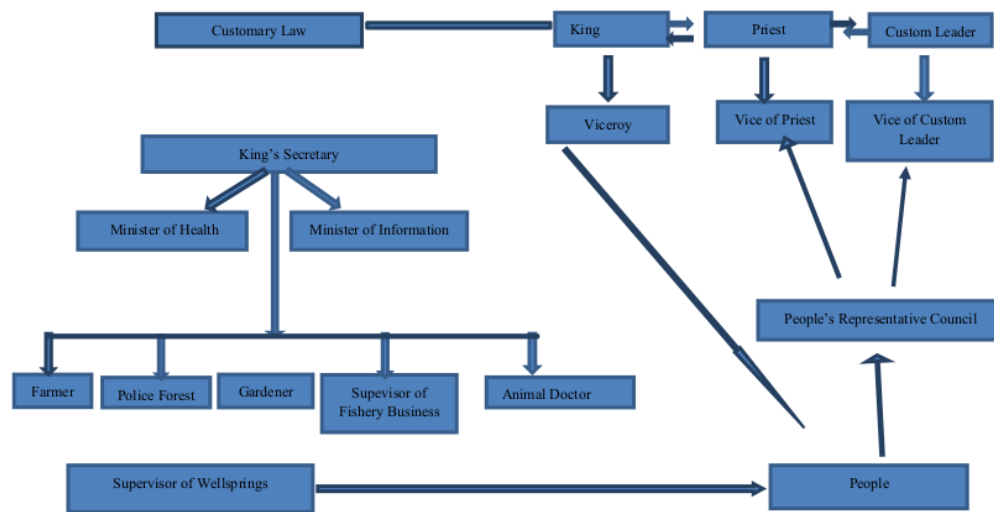 Customary Law
King
Priest
Custom Leader
Viceroy
Vice of Priest
Vice of Custom
Leader
King's Secretary
Minister of Health
Minister of Information
People's Representative Council
Farmer
Police Forest
Gardener
Supevisor of
Fishery Business
Animal Doctor
Supervisor of Wellsprings
People